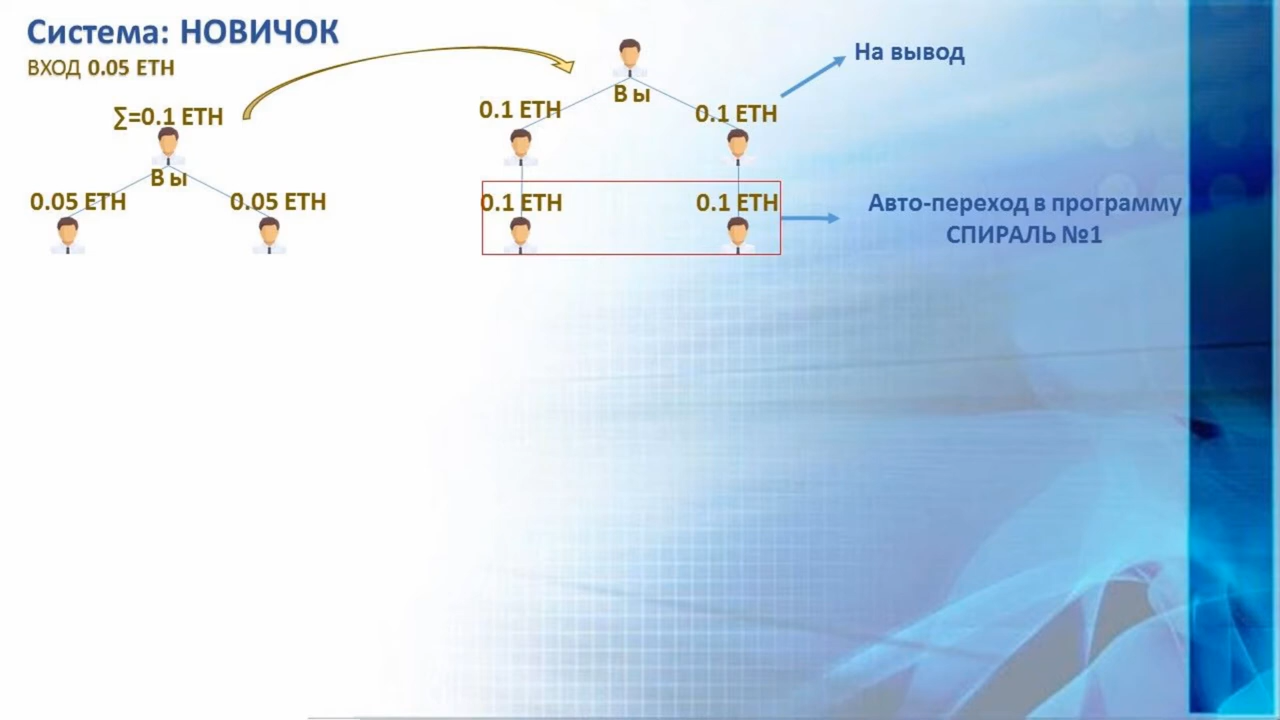 Система: НОВИЧОК
ВХОД 0.05 ETH
∑=0.1 ETH
Вы
0.05 ETH
0.05 ETH
Вы
0.1 ETH
0.1 ETH
На вывод
0.1 ETH
0.1 ETH
Авто-переход в программу
СПИРАЛЬ №1